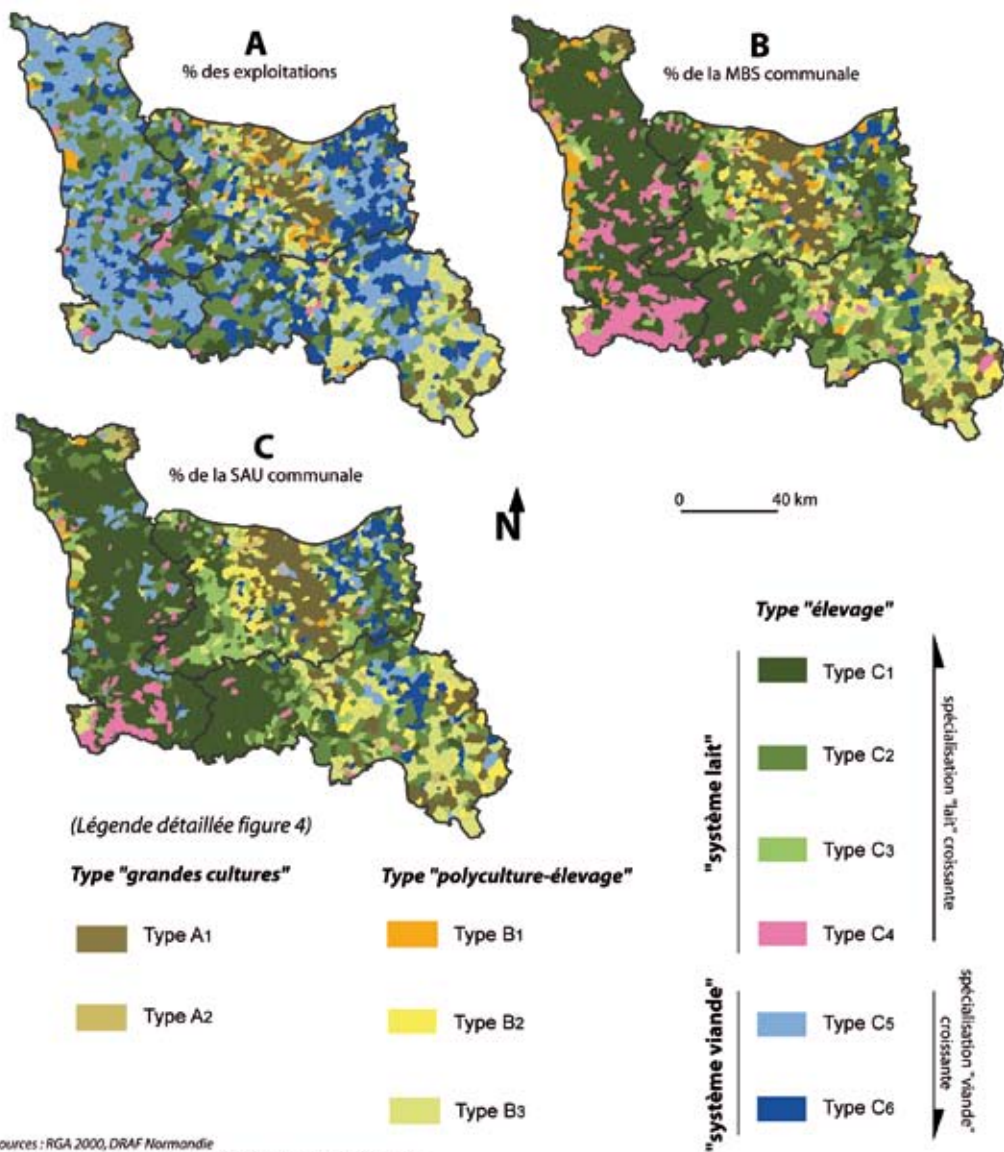 A
% des exploitations
B
% de la MBS communale
C
% de la SAU communale
N
0 40 km
(Légende détaillée figure 4)
Type "grandes cultures"
Type A1
Type A2
Type "polyculture-élevage"
Type B1
Type B2
Type B3
Type "élevage"
"système lait"
Type C1
Type C2
Type C3
Type C4
spécialisation "lait" croissante
"système viande"
Type C5
Type C6
spécialisation "viande"
croissante
ources : RGA 2000, DRAF Normandie